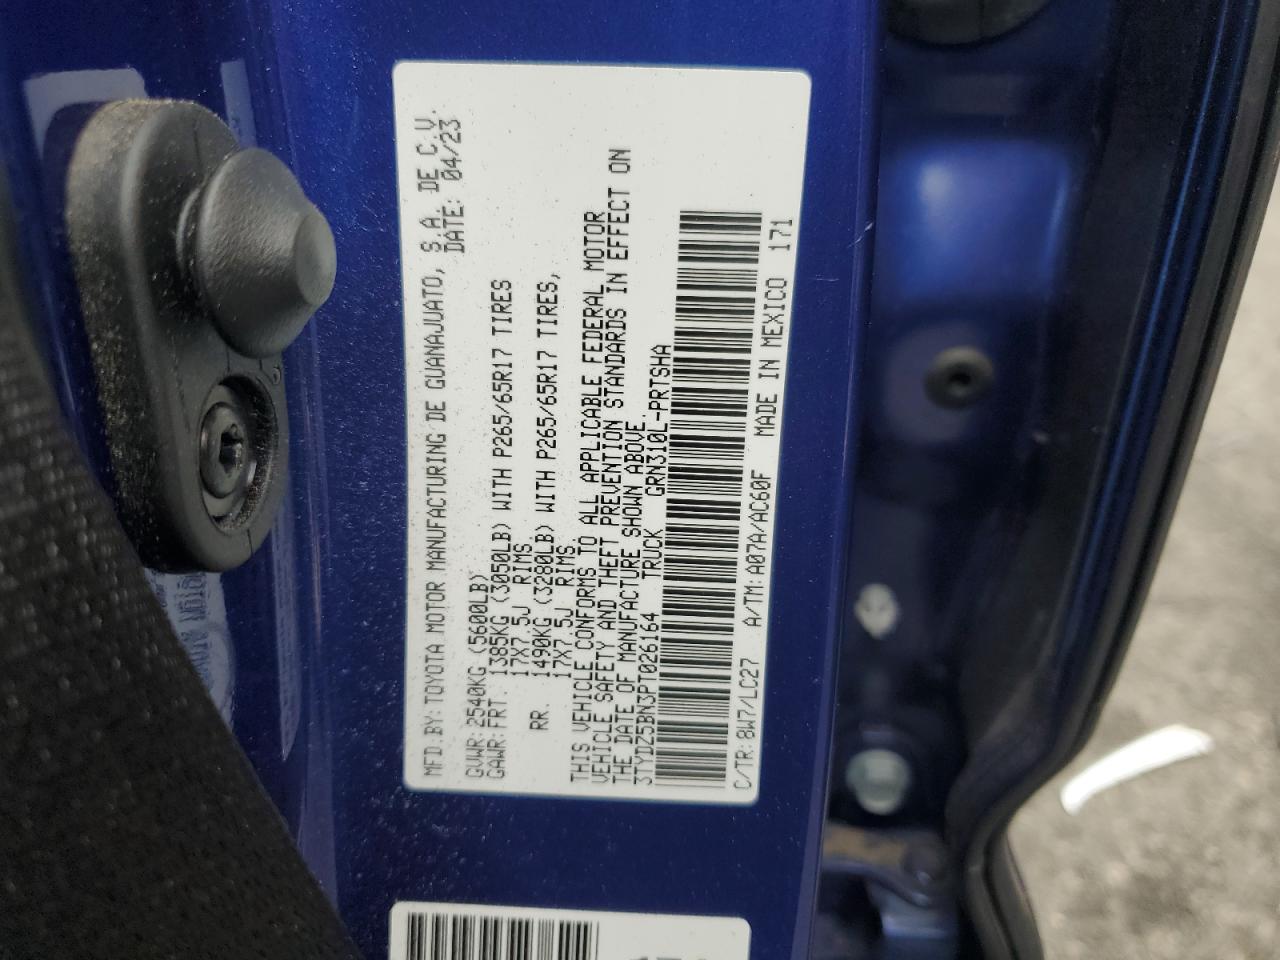 MFD.BY: TOYOTA MOTOR MANUFACTURING DE GUANAJUATO, S.A. DE C.V.
DATE: 04/23
GVWR: 2540KG (5600LB)
GAWR: FRT. 1385KG (3050LB) WITH P265/65R17 TIRES
17X7.5J RIMS.
RR. 1490KG (3280LB) WITH P265/65R17 TIRES,
17X7.5J RIMS.
THIS VEHICLE CONFORMS TO ALL APPLICABLE FEDERAL MOTOR
VEHICLE SAFETY AND THEFT PREVENTION STANDARDS IN EFFECT ON
THE DATE OF MANUFACTURE SHOWN ABOVE.
3TYDZ5BN3PT026164 TRUCK GRN310L-PRTSHA
C/TR: 8W7/LC27 A/TM: A07A/AC60F MADE IN MEXICO 171